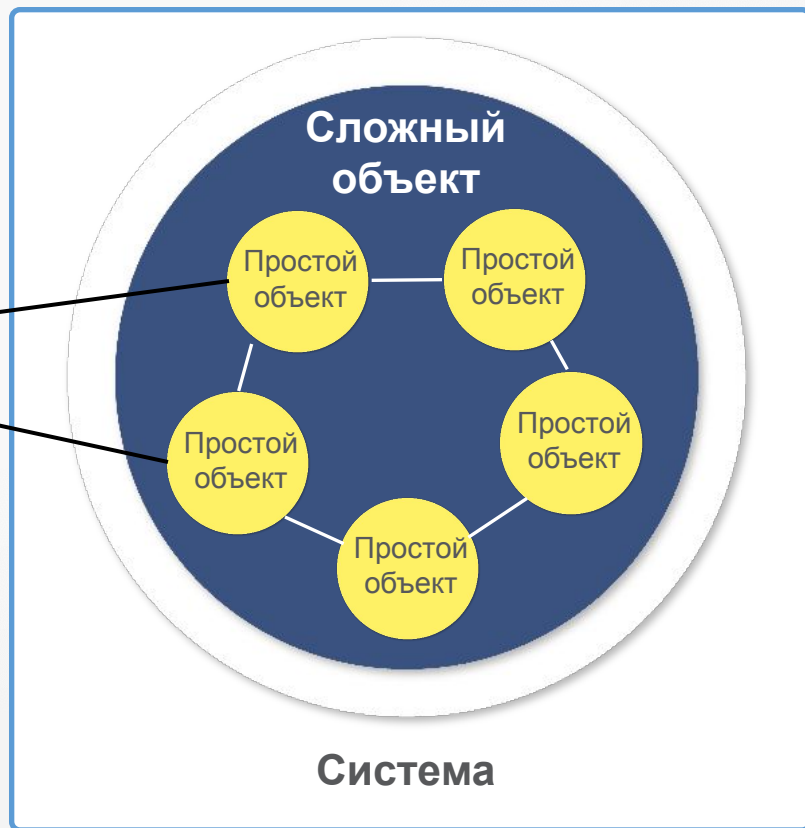 Сложный
объект
Простой
объект
Простой
объект
Простой
объект
Простой
объект
Простой
объект
Система